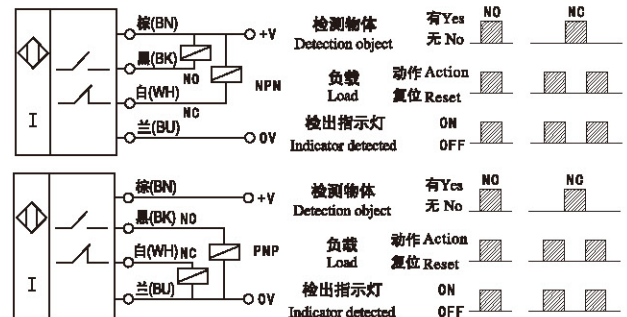 棕(BN)
+V
黑(BK)
NO
NPN
白(WH)
NC
兰(BU)
0V
I
检测物体
Detection object
有Yes
无 No
NO
NC
负载
Load
动作 Action
复位 Reset
检出指示灯
Indicator detected
ON
OFF
棕(BN)
+V
黑(BK) NO
PNP
白(WH) NC
兰(BU)
0V
I
检测物体
Detection object
有Yes
无 No
NO
NC
负载
Load
动作 Action
复位 Reset
检出指示灯
Indicator detected
ON
OFF